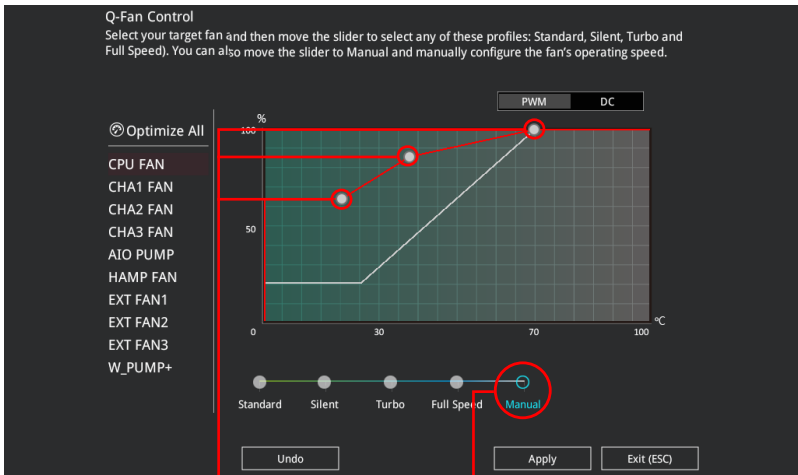 Q-Fan Control
Select your target fan and then move the slider to select any of these profiles: Standard, Silent, Turbo and
Full Speed). You can also move the slider to Manual and manually configure the fan's operating speed.
PWM DC
Optimize All
CPU FAN
CHA1 FAN
CHA2 FAN
CHA3 FAN
AIO PUMP
HAMP FAN
EXT FAN1
EXT FAN2
EXT FAN3
W_PUMP+
%
100
50
0 30 70 100
ºC
Standard Silent Turbo Full Speed Manual
Undo Apply Exit (ESC)